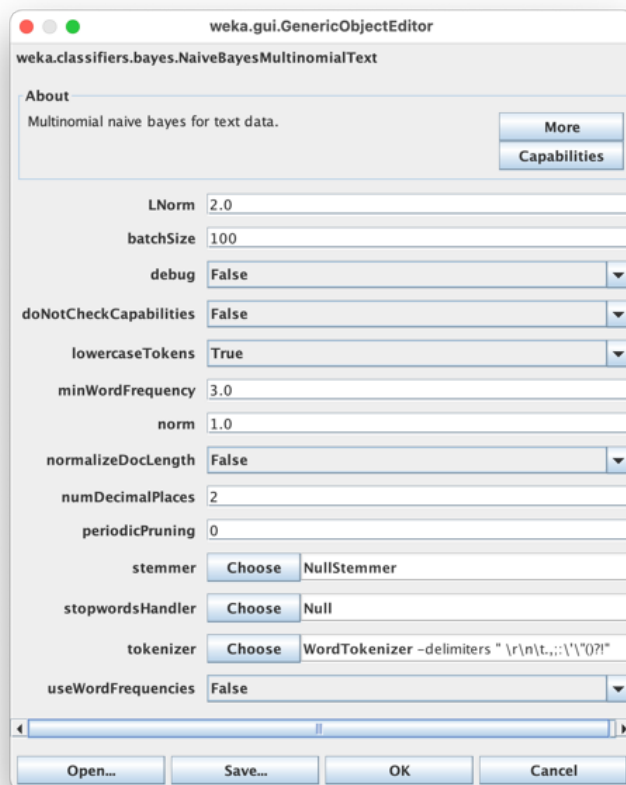 weka.gui.GenericObjectEditor
weka.classifiers.bayes.NaiveBayesMultinomialText
About
Multinomial naive bayes for text data.
More
Capabilities
LNorm 2.0
batchSize 100
debug False
doNotCheckCapabilities False
lowercaseTokens True
minWordFrequency 3.0
norm 1.0
normalizeDocLength False
numDecimalPlaces 2
periodicPruning 0
stemmer Choose NullStemmer
stopwordsHandler Choose Null
tokenizer Choose WordTokenizer -delimiters " \r\n\t.,;:\'\"()?!"
useWordFrequencies False
Open... Save... OK Cancel